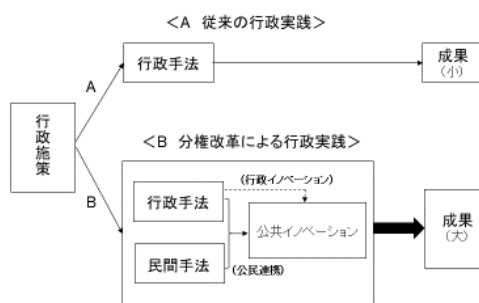 ＜A 従来の行政実践＞
行政手法
成果
（小）
A
行政施策
B
＜B 分権改革による行政実践＞
(行政イノベーション)
行政手法
公共イノベーション
民間手法
(公民連携)
成果
（大）